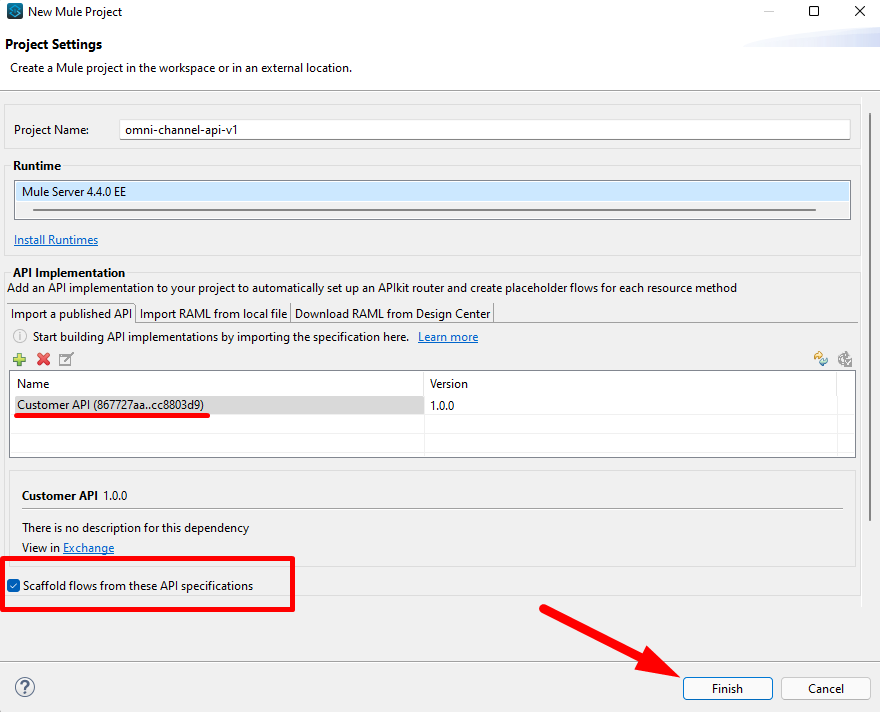 New Mule Project
Project Settings
Create a Mule project in the workspace or in an external location.
Project Name: omni-channel-api-v1
Runtime
Mule Server 4.4.0 EE
Install Runtimes
API Implementation
Add an API implementation to your project to automatically set up an APIkit router and create placeholder flows for each resource method
Import a published API Import RAML from local file Download RAML from Design Center
Start building API implementations by importing the specification here. Learn more
Name Version
Customer API (867727aa..cc8803d9) 1.0.0
Customer API 1.0.0
There is no description for this dependency
View in Exchange
Scaffold flows from these API specifications
? Finish Cancel